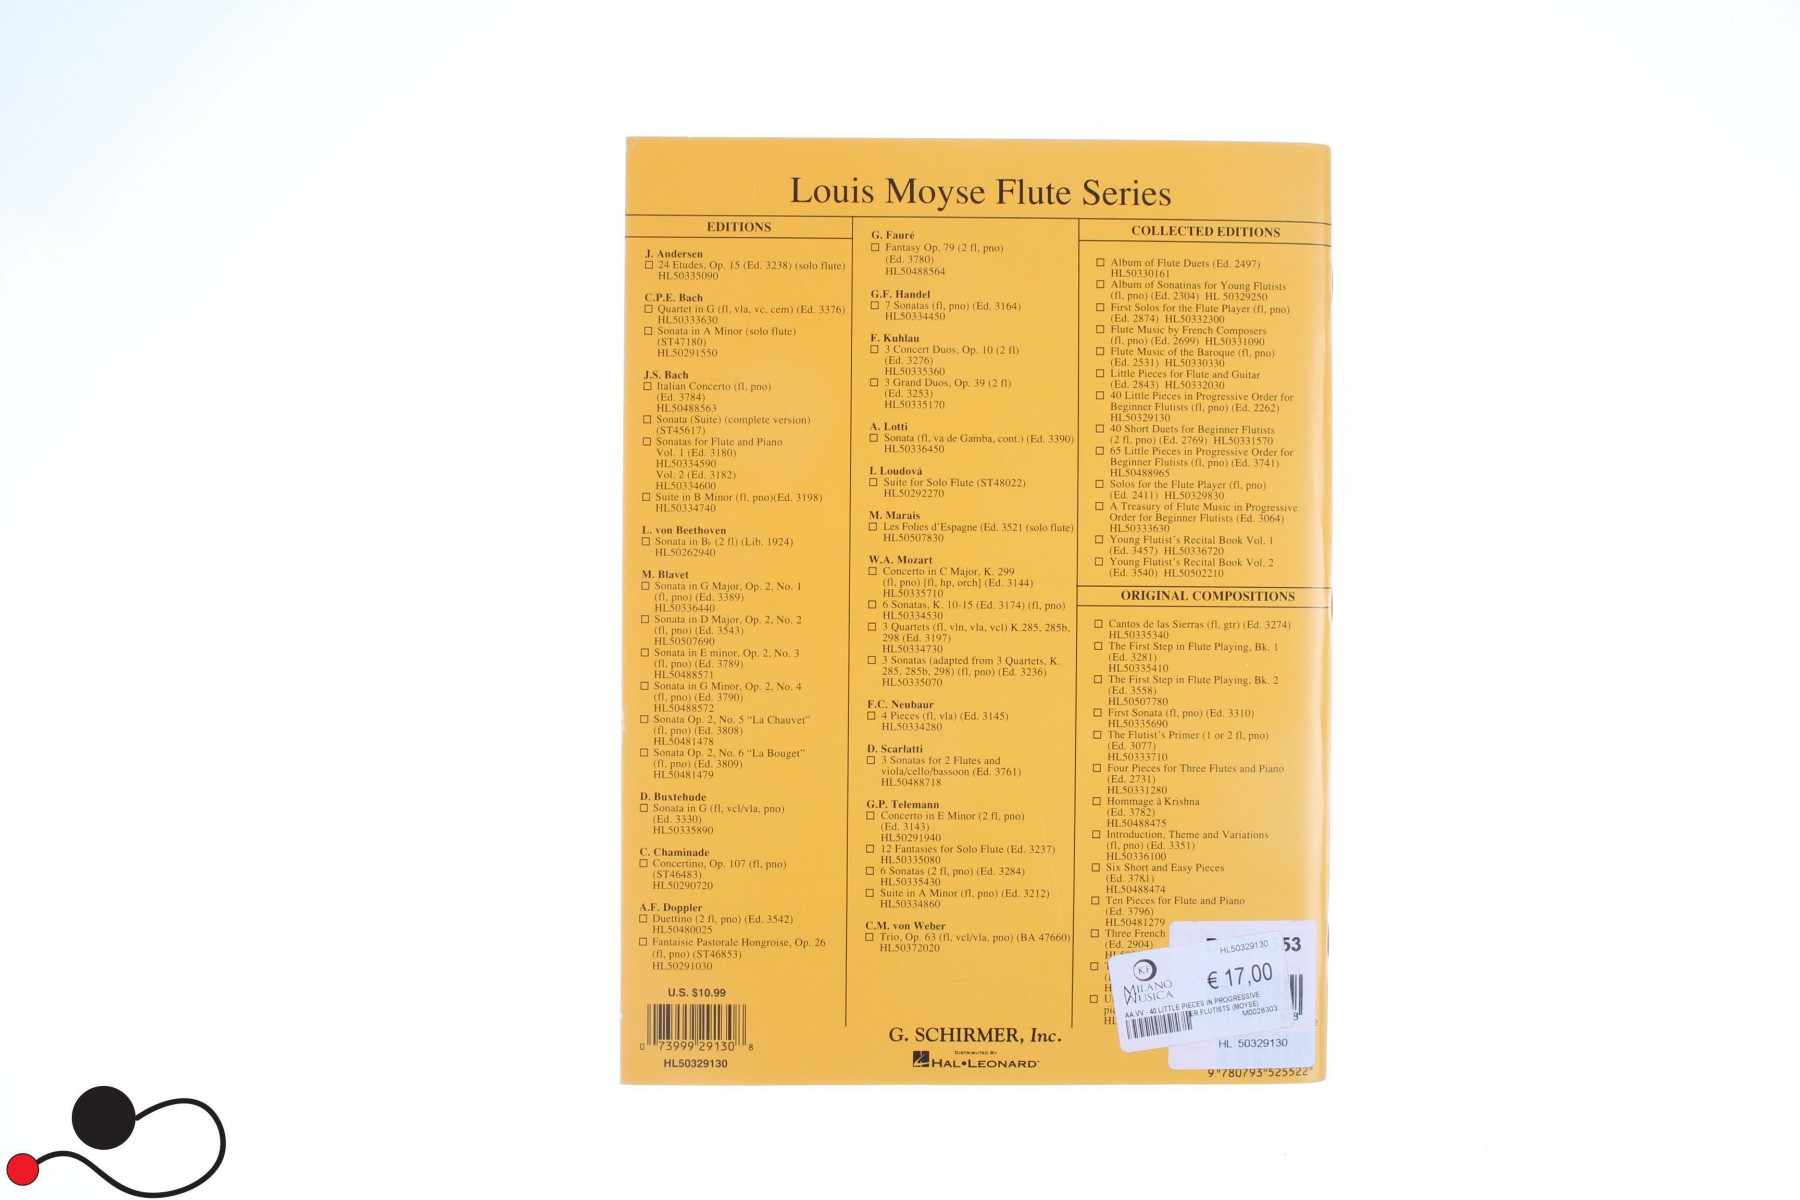 Louis Moyse Flute Series
EDITIONS
J. Andersen
24 Etudes, Op. 15 (Ed. 3238) (solo flute)
HL50335090
C.P.E. Bach
Quartet in G (fl, vla, vc, cem) (Ed. 3376)
HL50333630
Sonata in A Minor (solo flute)
(ST47180)
HL50291550
J.S. Bach
Italian Concerto (fl, pno)
(Ed. 3784)
HL50488563
Sonata (Suite) (complete version)
(ST45617)
Sonatas for Flute and Piano
Vol. 1 (Ed. 3180)
HL50334590
Vol. 2 (Ed. 3182)
HL50334600
Suite in B Minor (fl, pno)(Ed. 3198)
HL50334740
L. von Beethoven
Sonata in B♭ (2 fl) (Lib. 1924)
HL50262940
M. Blavet
Sonata in G Major, Op. 2, No. 1
(fl, pno) (Ed. 3389)
HL50336440
Sonata in D Major, Op. 2, No. 2
(fl, pno) (Ed. 3543)
HL50507690
Sonata in E minor, Op. 2, No. 3
(fl, pno) (Ed. 3789)
HL50488571
Sonata in G Minor, Op. 2, No. 4
(fl, pno) (Ed. 3790)
HL50488572
Sonata Op. 2, No. 5 “La Chauvet”
(fl, pno) (Ed. 3808)
HL50481478
Sonata Op. 2, No. 6 “La Bouget”
(fl, pno) (Ed. 3809)
HL50481479
D. Buxtehude
Sonata in G (fl, vcl/vla, pno)
(Ed. 3330)
HL50335890
C. Chaminade
Concertino, Op. 107 (fl, pno)
(ST46483)
HL50290720
A.F. Doppler
Duettino (2 fl, pno) (Ed. 3542)
HL50480025
Fantaisie Pastorale Hongroise, Op. 26
(fl, pno) (ST46853)
HL50291030
U.S. $10.99
0 73999 29130 8
HL50329130
G. Fauré
Fantasy Op. 79 (2 fl, pno)
(Ed. 3780)
HL50488564
G.F. Handel
7 Sonatas (fl, pno) (Ed. 3164)
HL50334450
F. Kuhlau
3 Concert Duos, Op. 10 (2 fl)
(Ed. 3276)
HL50335360
3 Grand Duos, Op. 39 (2 fl)
(Ed. 3253)
HL50335170
A. Lotti
Sonata (fl, va de Gamba, cont.) (Ed. 3390)
HL50336450
I. Loudová
Suite for Solo Flute (ST48022)
HL50292270
M. Marais
Les Folies d’Espagne (Ed. 3521 (solo flute)
HL50507830
W.A. Mozart
Concerto in C Major, K. 299
(fl, pno) [fl, hp, orch] (Ed. 3144)
HL50335710
6 Sonatas, K. 10-15 (Ed. 3174) (fl, pno)
HL50334530
3 Quartets (fl, vln, vla, vcl) K.285, 285b,
298 (Ed. 3197)
HL50334730
3 Sonatas (adapted from 3 Quartets, K.
285, 285b, 298) (fl, pno) (Ed. 3236)
HL50335070
F.C. Neubaur
4 Pieces (fl, vla) (Ed. 3145)
HL50334280
D. Scarlatti
3 Sonatas for 2 Flutes and
viola/cello/bassoon (Ed. 3761)
HL50488718
G.P. Telemann
Concerto in E Minor (2 fl, pno)
(Ed. 3143)
HL50291940
12 Fantasies for Solo Flute (Ed. 3237)
HL50335080
6 Sonatas (2 fl, pno) (Ed. 3284)
HL50335430
Suite in A Minor (fl, pno) (Ed. 3212)
HL50334860
C.M. von Weber
Trio, Op. 63 (fl, vcl/vla, pno) (BA 47660)
HL50372020
G. SCHIRMER, Inc.
DISTRIBUTED BY
HAL•LEONARD
COLLECTED EDITIONS
Album of Flute Duets (Ed. 2497)
HL50330161
Album of Sonatinas for Young Flutists
(fl, pno) (Ed. 2304) HL 50329250
First Solos for the Flute Player (fl, pno)
(Ed. 2874) HL50332300
Flute Music by French Composers
(fl, pno) (Ed. 2699) HL50331090
Flute Music of the Baroque (fl, pno)
(Ed. 2531) HL50330330
Little Pieces for Flute and Guitar
(Ed. 2843) HL50332030
40 Little Pieces in Progressive Order for
Beginner Flutists (fl, pno) (Ed. 2262)
HL50329130
40 Short Duets for Beginner Flutists
(2 fl, pno) (Ed. 2769) HL50331570
65 Little Pieces in Progressive Order for
Beginner Flutists (fl, pno) (Ed. 3741)
HL50488965
Solos for the Flute Player (fl, pno)
(Ed. 2411) HL50329830
A Treasury of Flute Music in Progressive
Order for Beginner Flutists (Ed. 3064)
HL50333630
Young Flutist’s Recital Book Vol. 1
(Ed. 3457) HL50336720
Young Flutist’s Recital Book Vol. 2
(Ed. 3540) HL50502210
ORIGINAL COMPOSITIONS
Cantos de las Sierras (fl, gtr) (Ed. 3274)
HL50335340
The First Step in Flute Playing, Bk. 1
(Ed. 3281)
HL50335410
The First Step in Flute Playing, Bk. 2
(Ed. 3558)
HL50507780
First Sonata (fl, pno) (Ed. 3310)
HL50335690
The Flutist’s Primer (1 or 2 fl, pno)
(Ed. 3077)
HL50333710
Four Pieces for Three Flutes and Piano
(Ed. 2731)
HL50331280
Hommage à Krishna
(Ed. 3782)
HL50488475
Introduction, Theme and Variations
(fl, pno) (Ed. 3351)
HL50336100
Six Short and Easy Pieces
(Ed. 3781)
HL50488474
Ten Pieces for Flute and Piano
(Ed. 3796)
HL50481279
Three French
(Ed. 2904)
53
HL50329130
€ 17,00
KF
MILANO
MUSICA
AA.VV - 40 LITTLE PIECES IN PROGRESSIVE
ER FLUTISTS (MOYSE)
M0028303
HL 50329130
9 780793 525522